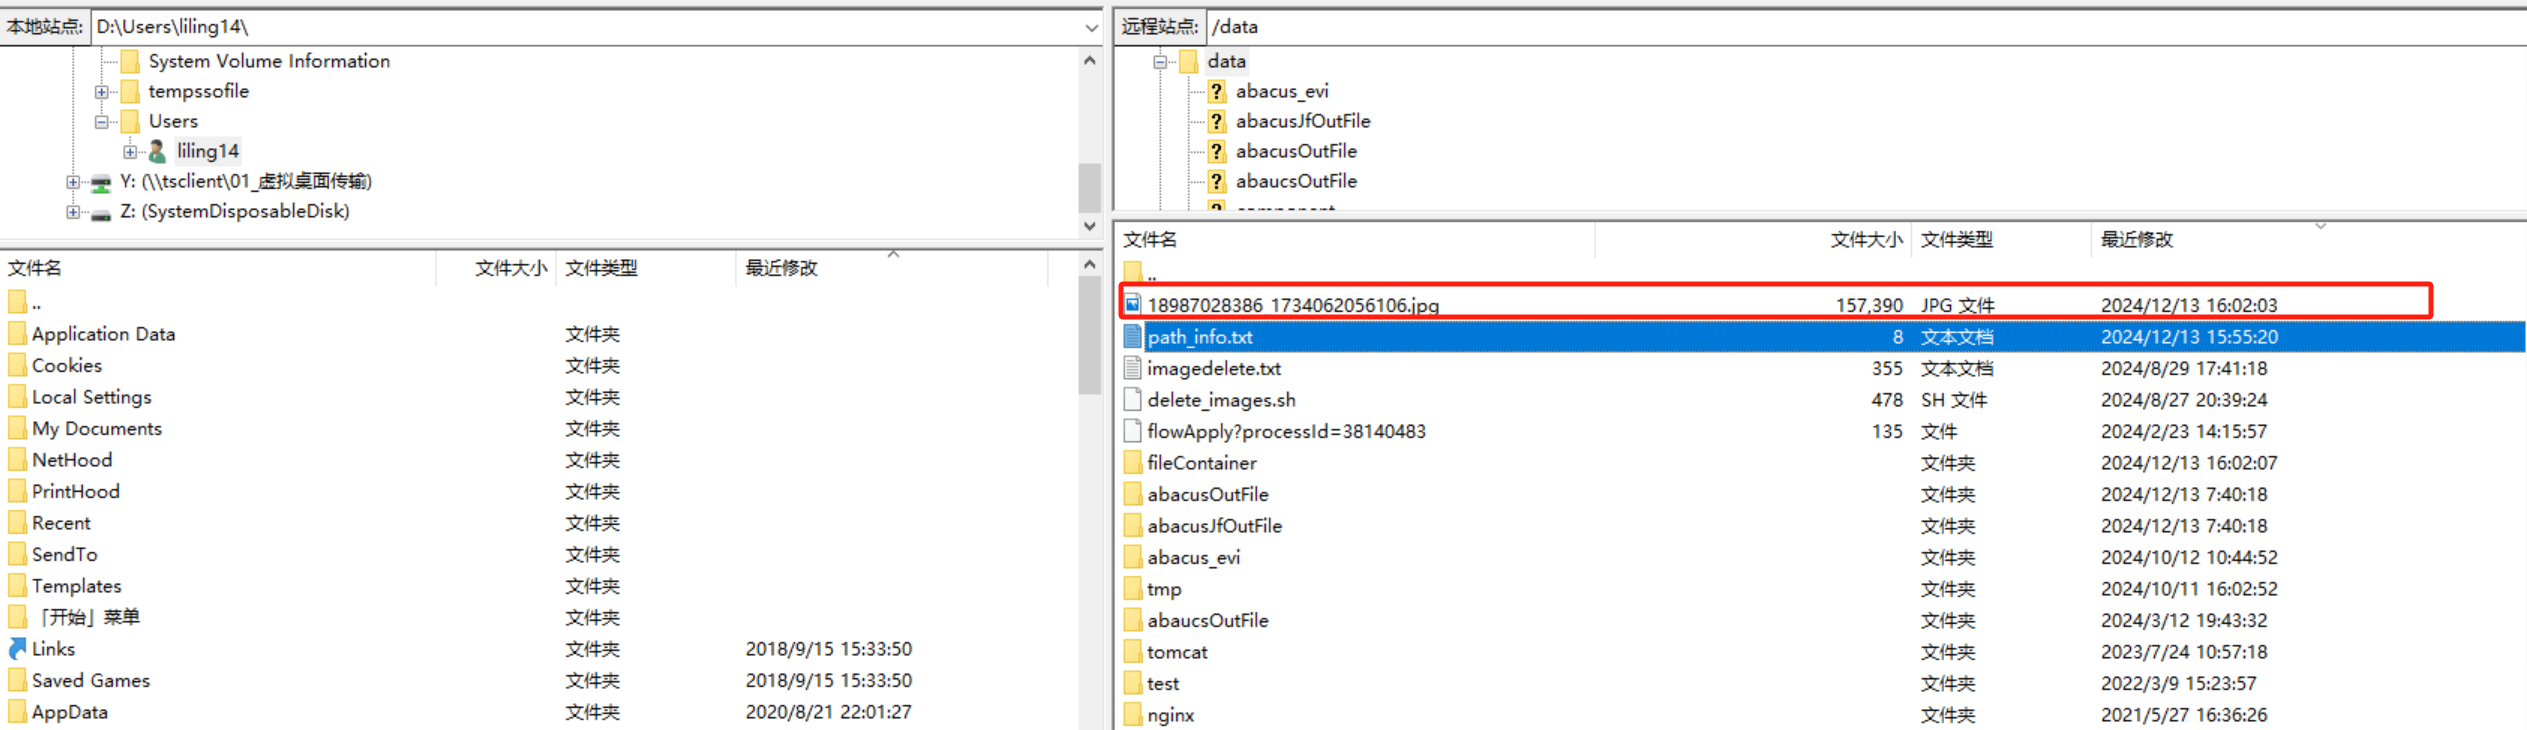 本地站点: D:\Users\liling14\
System Volume Information
tempssofile
Users
liling14
Y: (\\tsclient\01_虚拟桌面传输)
Z: (SystemDisposableDisk)
文件名 文件大小 文件类型 最近修改
..
Application Data 文件夹
Cookies 文件夹
Local Settings 文件夹
My Documents 文件夹
NetHood 文件夹
PrintHood 文件夹
Recent 文件夹
SendTo 文件夹
Templates 文件夹
「开始」菜单 文件夹
Links 文件夹 2018/9/15 15:33:50
Saved Games 文件夹 2018/9/15 15:33:50
AppData 文件夹 2020/8/21 22:01:27
远程站点: /data
data
abacus_evi
abacusJfOutFile
abacusOutFile
abaucsOutFile
文件名 文件大小 文件类型 最近修改
..
18987028386_1734062056106.jpg 157,390 JPG 文件 2024/12/13 16:02:03
path_info.txt 8 文本文档 2024/12/13 15:55:20
imagedelete.txt 355 文本文档 2024/8/29 17:41:18
delete_images.sh 478 SH 文件 2024/8/27 20:39:24
flowApply?processId=38140483 135 文件 2024/2/23 14:15:57
fileContainer 文件夹 2024/12/13 16:02:07
abacusOutFile 文件夹 2024/12/13 7:40:18
abacusJfOutFile 文件夹 2024/12/13 7:40:18
abacus_evi 文件夹 2024/10/12 10:44:52
tmp 文件夹 2024/10/11 16:02:52
abaucsOutFile 文件夹 2024/3/12 19:43:32
tomcat 文件夹 2023/7/24 10:57:18
test 文件夹 2022/3/9 15:23:57
nginx 文件夹 2021/5/27 16:36:26